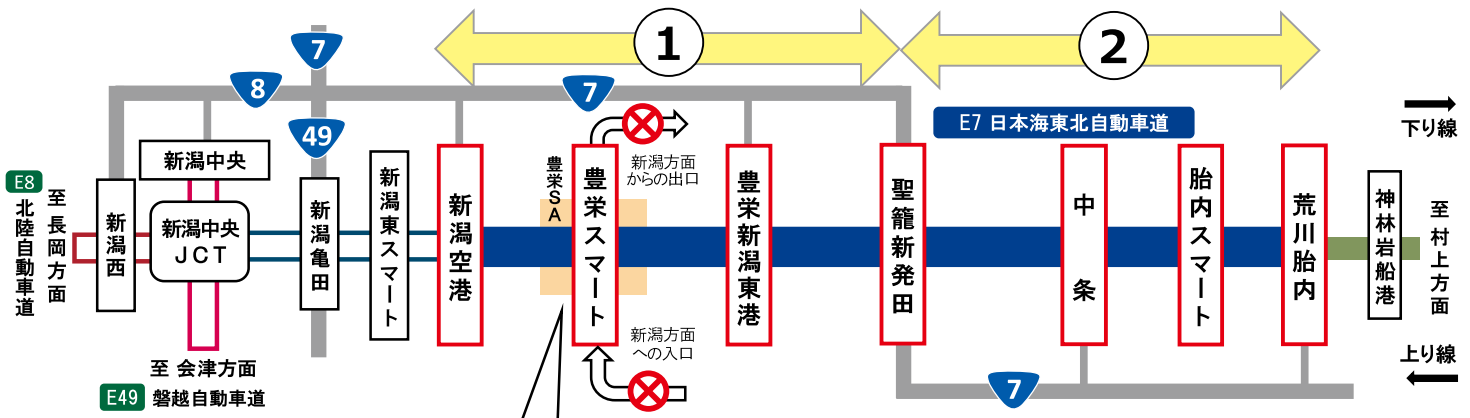 1
2
7
8
7
49
E7 日本海東北自動車道
下り線
新潟中央
E8
北陸自動車道
至 長岡方面
新潟西
新潟中央
JCT
新潟亀田
新潟東スマート
新潟空港
豊栄SA
豊栄スマート
新潟方面
からの出口
豊栄新潟東港
聖籠新発田
中条
胎内スマート
荒川胎内
神林岩船港
至 村上方面
新潟方面
への入口
上り線
7
至 会津方面
E49 磐越自動車道